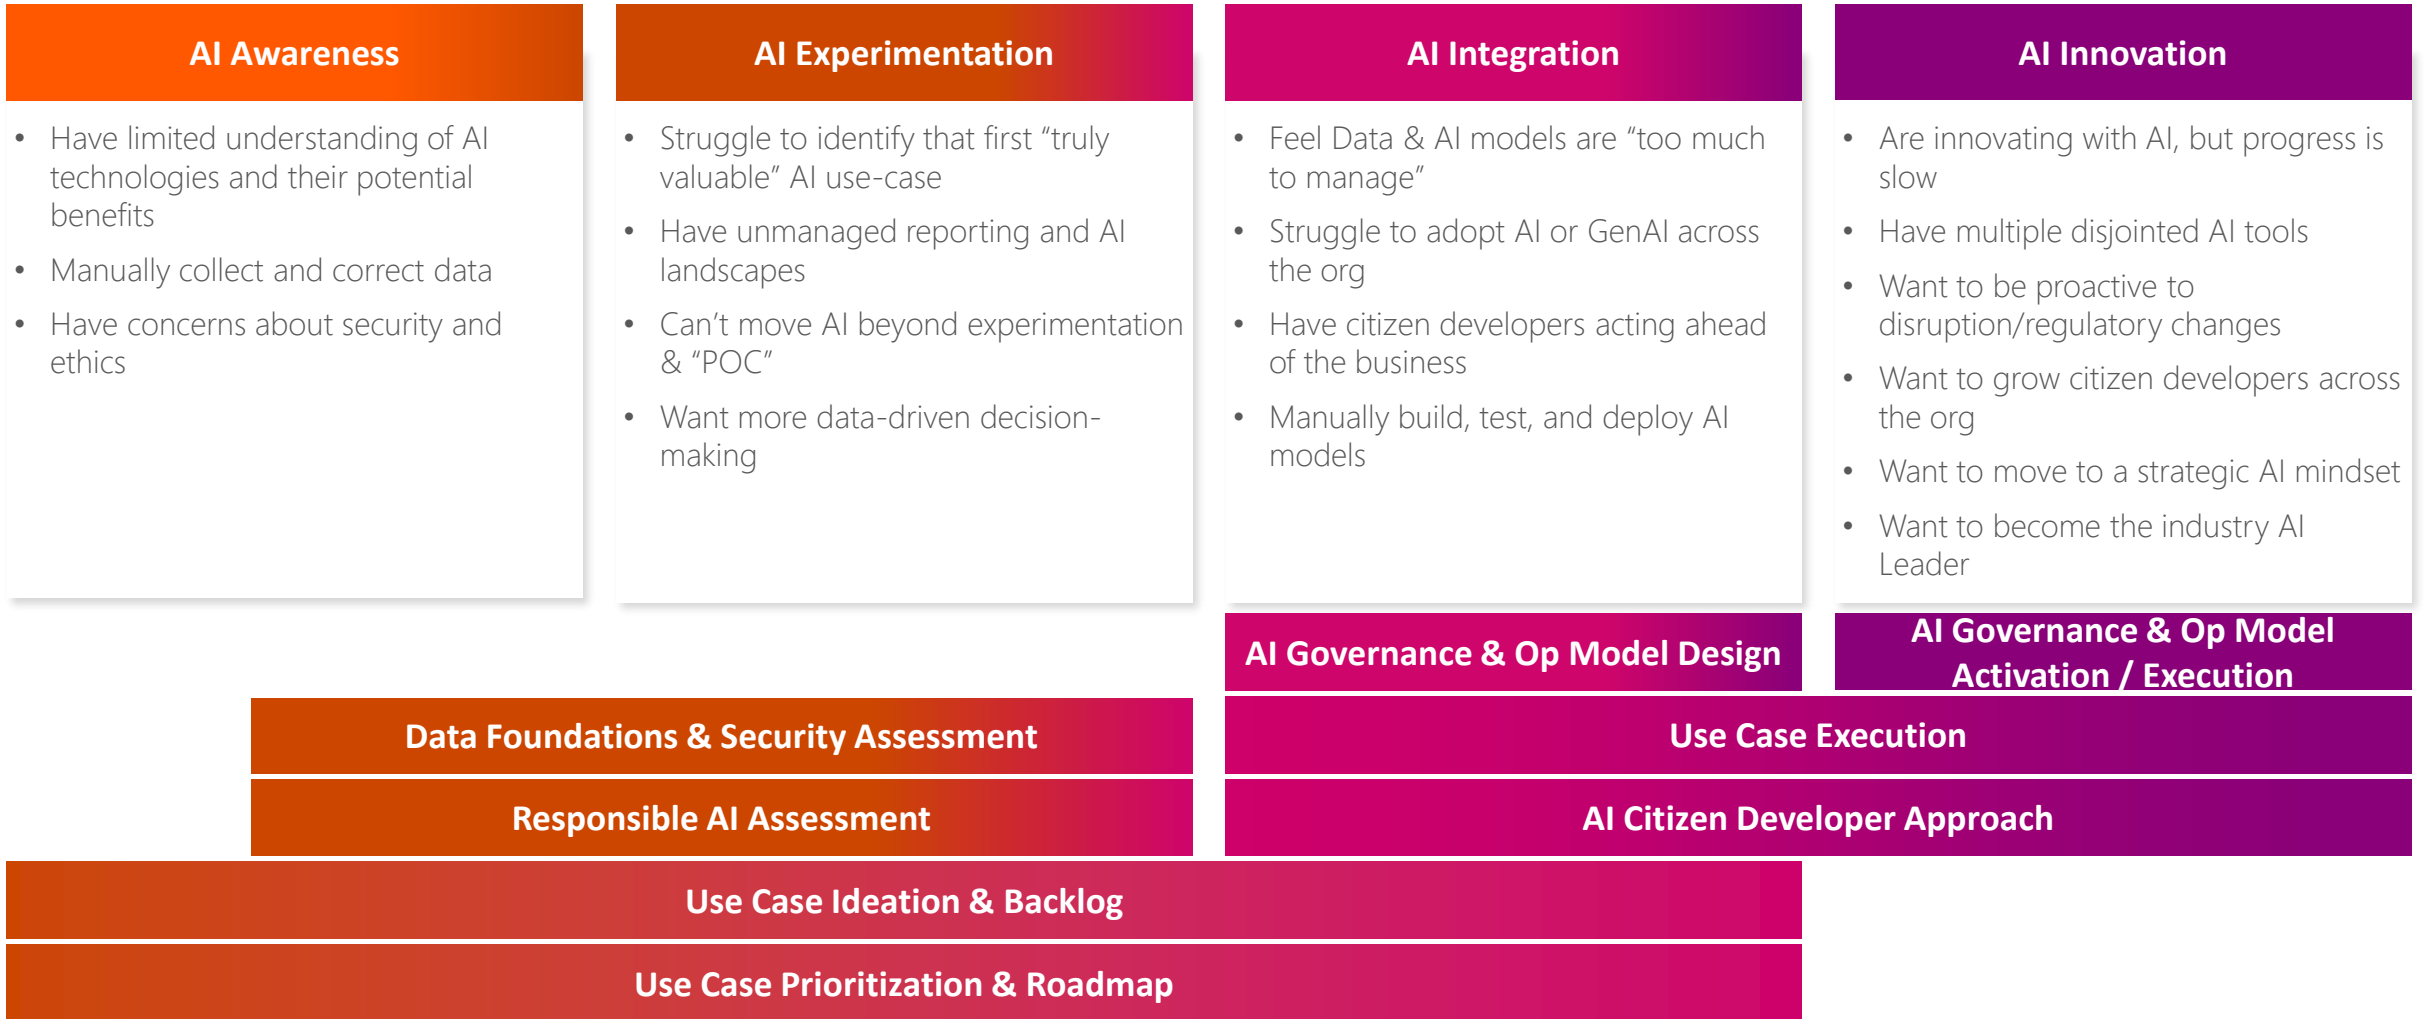 AI Awareness
• Have limited understanding of AI
technologies and their potential
benefits
• Manually collect and correct data
• Have concerns about security and
ethics
AI Experimentation
• Struggle to identify that first “truly
valuable” AI use-case
• Have unmanaged reporting and AI
landscapes
• Can’t move AI beyond experimentation
& “POC”
• Want more data-driven decision-
making
AI Integration
• Feel Data & AI models are “too much
to manage”
• Struggle to adopt AI or GenAI across
the org
• Have citizen developers acting ahead
of the business
• Manually build, test, and deploy AI
models
AI Innovation
• Are innovating with AI, but progress is
slow
• Have multiple disjointed AI tools
• Want to be proactive to
disruption/regulatory changes
• Want to grow citizen developers across
the org
• Want to move to a strategic AI mindset
• Want to become the industry AI
Leader
AI Governance & Op Model Design
AI Governance & Op Model
Activation / Execution
Data Foundations & Security Assessment
Use Case Execution
Responsible AI Assessment
AI Citizen Developer Approach
Use Case Ideation & Backlog
Use Case Prioritization & Roadmap